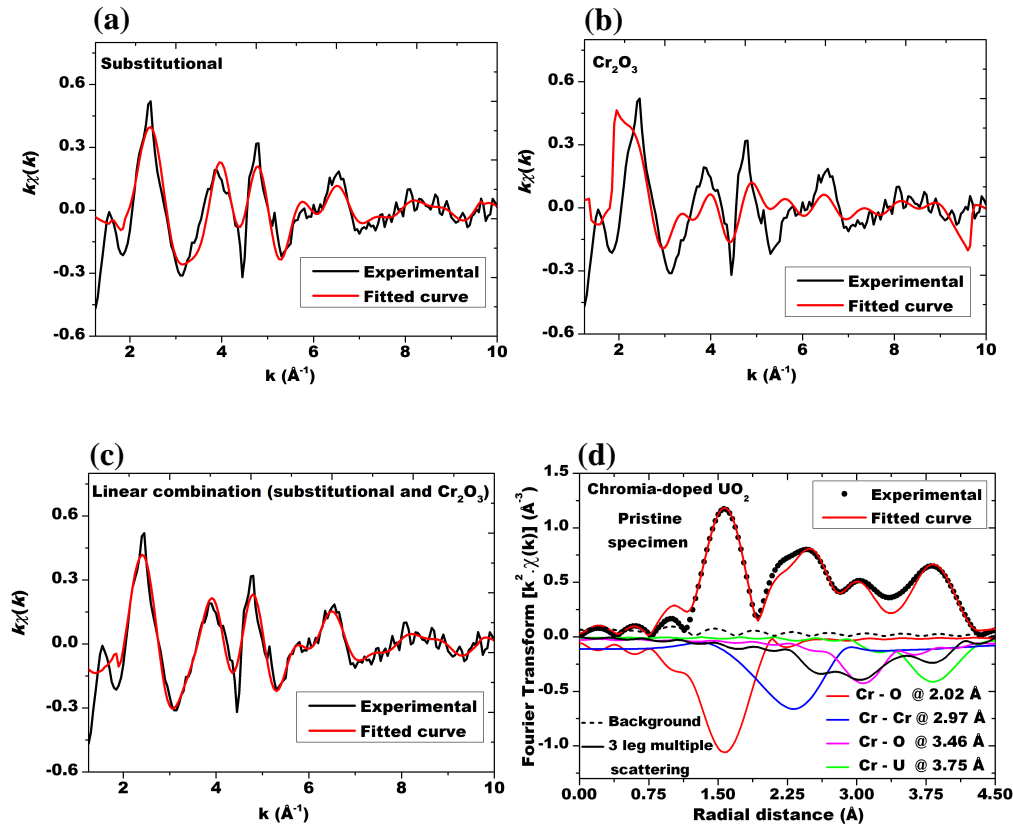 (a)
Substitutional
0.6
0.3
0.0
-0.3
-0.6
kχ(k)
Experimental
Fitted curve
2
4
6
8
10
k (Å⁻¹)
(b)
Cr₂O₃
0.6
0.3
0.0
-0.3
-0.6
kχ(k)
Experimental
Fitted curve
2
4
6
8
10
k (Å⁻¹)
(c)
Linear combination (substitutional and Cr₂O₃)
0.6
0.3
0.0
-0.3
-0.6
kχ(k)
Experimental
Fitted curve
2
4
6
8
10
k (Å⁻¹)
(d)
Chromia-doped UO₂
Pristine
specimen
Experimental
Fitted curve
1.5
1.0
0.5
0.0
-0.5
-1.0
Fourier Transform [k²·χ(k)] (Å⁻³)
Background
3 leg multiple
scattering
Cr - O @ 2.02 Å
Cr - Cr @ 2.97 Å
Cr - O @ 3.46 Å
Cr - U @ 3.75 Å
0.00
0.75
1.50
2.25
3.00
3.75
4.50
Radial distance (Å)